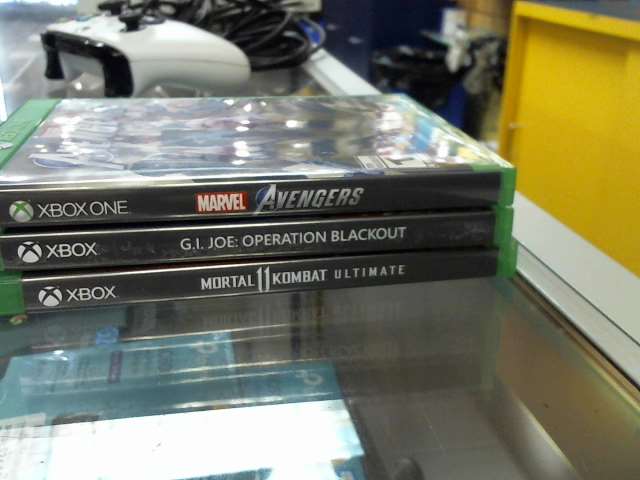 XBOX ONE MARVEL AVENGERS
XBOX G.I. JOE: OPERATION BLACKOUT
XBOX MORTAL 11 KOMBAT ULTIMATE